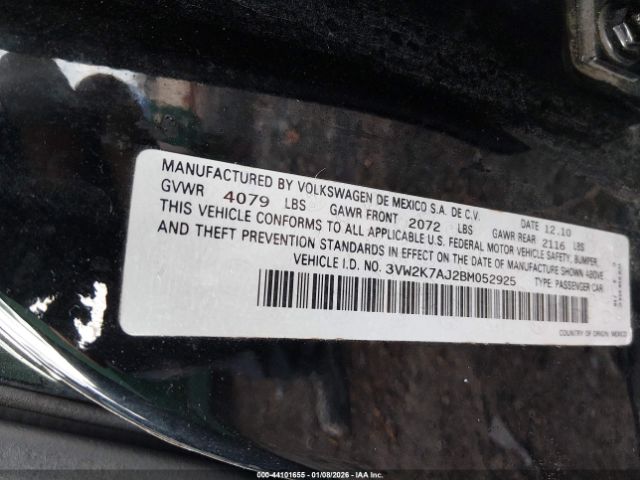 MANUFACTURED BY VOLKSWAGEN DE MEXICO S.A. DE C.V. DATE 12.10
GVWR 4079 LBS GAWR FRONT 2072 LBS GAWR REAR 2116 LBS
THIS VEHICLE CONFORMS TO ALL APPLICABLE U.S. FEDERAL MOTOR VEHICLE SAFETY, BUMPER,
AND THEFT PREVENTION STANDARDS IN EFFECT ON THE DATE OF MANUFACTURE SHOWN ABOVE
VEHICLE I.D. NO. 3VW2K7AJ2BM052925 TYPE: PASSENGER CAR
COUNTRY OF ORIGIN: MEXICO
000-44101655 - 01/08/2026 - IAA Inc.